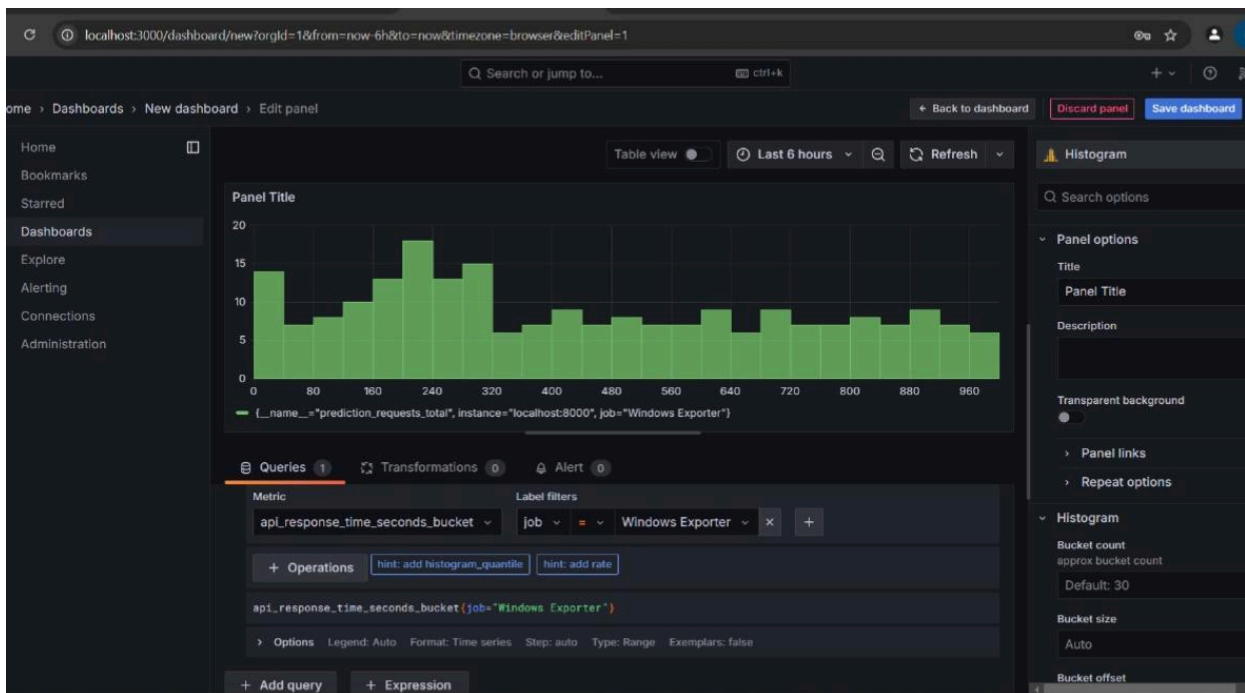 localhost:3000/dashboard/new?orgId=1&from=now-6h&to=now&timezone=browser&editPanel=1
Search or jump to... ctrl+k
ome › Dashboards › New dashboard › Edit panel
← Back to dashboard
Discard panel
Save dashboard
Home
Bookmarks
Starred
Dashboards
Explore
Alerting
Connections
Administration
Table view
Last 6 hours
Refresh
Panel Title
20
15
10
5
0
0 80 160 240 320 400 480 560 640 720 800 880 960
{__name__="prediction_requests_total", instance="localhost:8000", job="Windows Exporter"}
Queries 1 Transformations 0 Alert 0
Metric Label filters
api_response_time_seconds_bucket job = Windows Exporter × +
+ Operations hint: add histogram_quantile hint: add rate
api_response_time_seconds_bucket{job="Windows Exporter"}
› Options Legend: Auto Format: Time series Step: auto Type: Range Exemplars: false
+ Add query + Expression
Histogram
Search options
Panel options
Title
Panel Title
Description
Transparent background
› Panel links
› Repeat options
Histogram
Bucket count
approx bucket count
Default: 30
Bucket size
Auto
Bucket offset